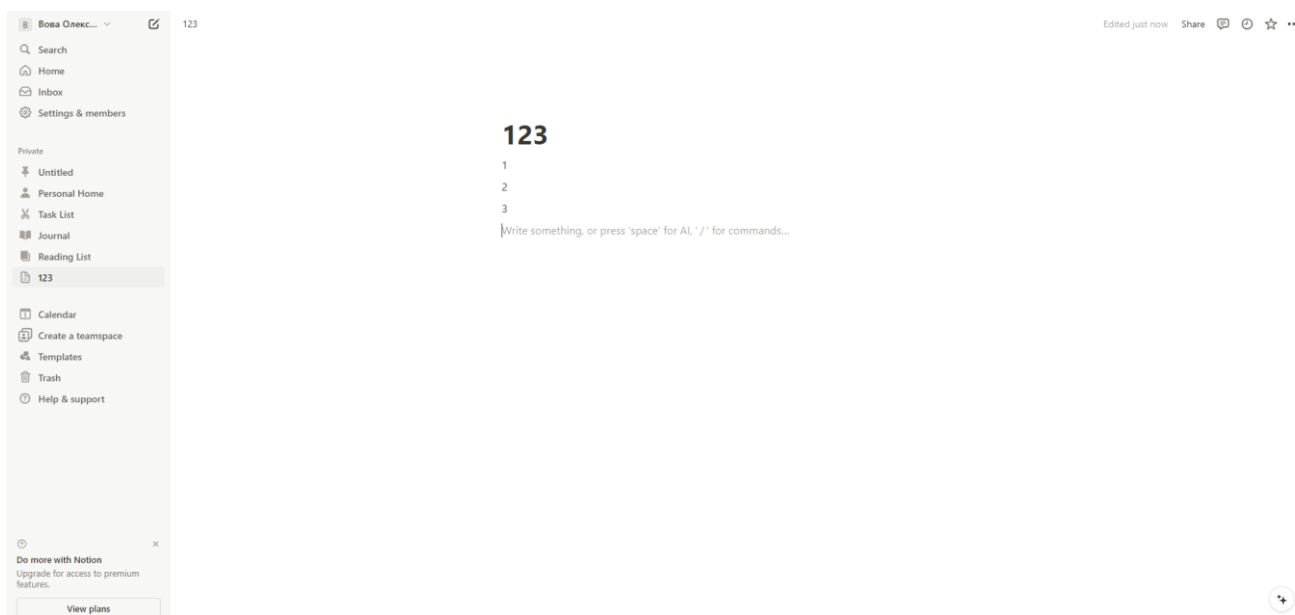 В Вова Олекс...
Search
Home
Inbox
Settings & members
Private
Untitled
Personal Home
Task List
Journal
Reading List
123
Calendar
Create a teamspace
Templates
Trash
Help & support
Do more with Notion
Upgrade for access to premium
features.
View plans
123
Edited just now Share
123
1
2
3
Write something, or press 'space' for AI, '/' for commands...